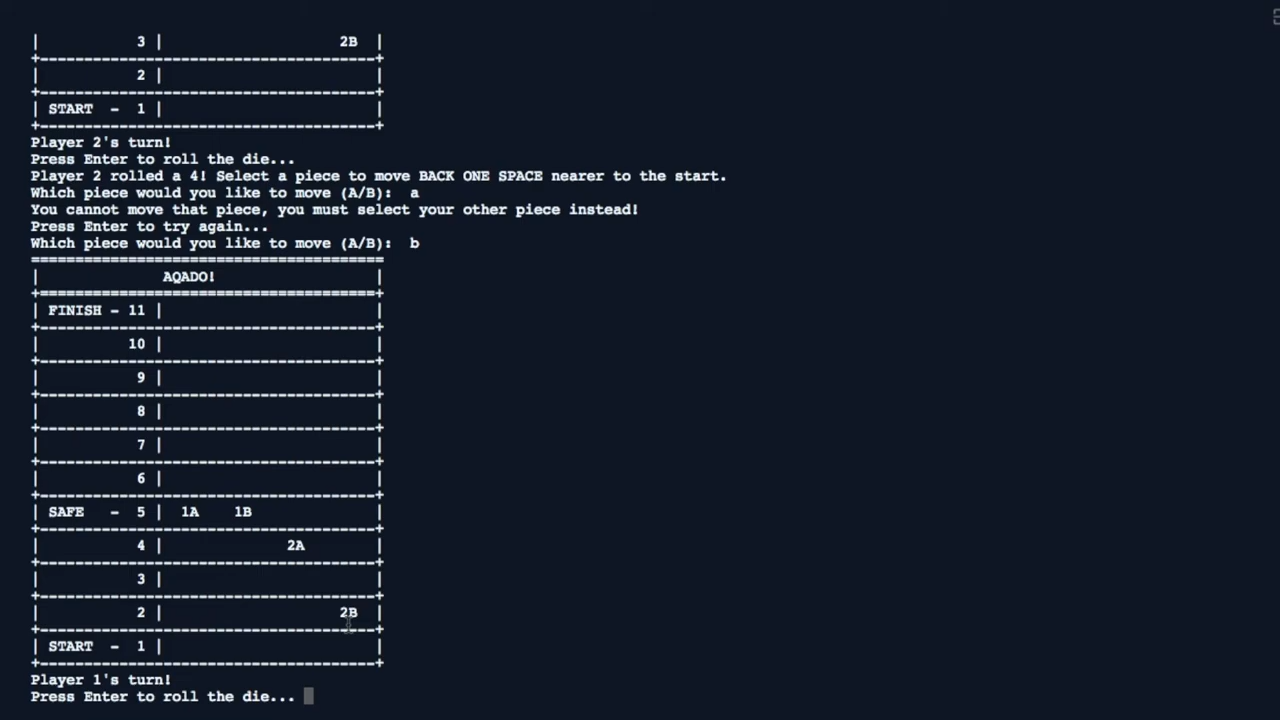 |             3 |                    2B  |
+--------------------------------------+
|             2 |                        |
+--------------------------------------+
| START  -  1 |                        |
+--------------------------------------+
Player 2's turn!
Press Enter to roll the die...
Player 2 rolled a 4! Select a piece to move BACK ONE SPACE nearer to the start.
Which piece would you like to move (A/B):  a
You cannot move that piece, you must select your other piece instead!
Press Enter to try again...
Which piece would you like to move (A/B):  b
========================================
|              AQADO!                  |
+======================================+
| FINISH - 11 |                        |
+--------------------------------------+
|          10 |                        |
+--------------------------------------+
|           9 |                        |
+--------------------------------------+
|           8 |                        |
+--------------------------------------+
|           7 |                        |
+--------------------------------------+
|           6 |                        |
+--------------------------------------+
| SAFE   -  5 |  1A    1B              |
+--------------------------------------+
|           4 |              2A        |
+--------------------------------------+
|           3 |                        |
+--------------------------------------+
|           2 |                    2B  |
+--------------------------------------+
| START  -  1 |                        |
+--------------------------------------+
Player 1's turn!
Press Enter to roll the die...